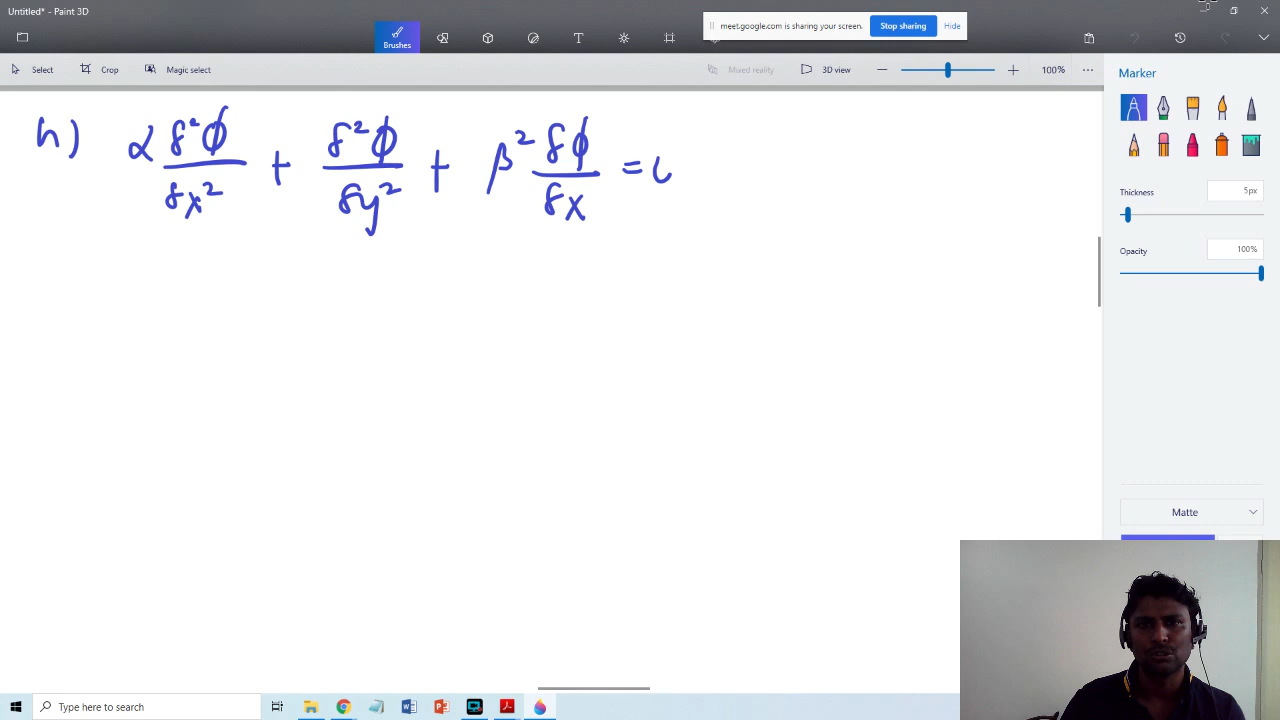 Untitled* - Paint 3D
meet.google.com is sharing your screen.
Stop sharing
Hide
Brushes
Select
Crop
Magic select
Mixed reality
3D view
100%
Marker
Thickness
5px
Opacity
100%
Matte
h) α δ²ϕ/δx² + δ²ϕ/δy² + β² δϕ/δx =
Type here to search